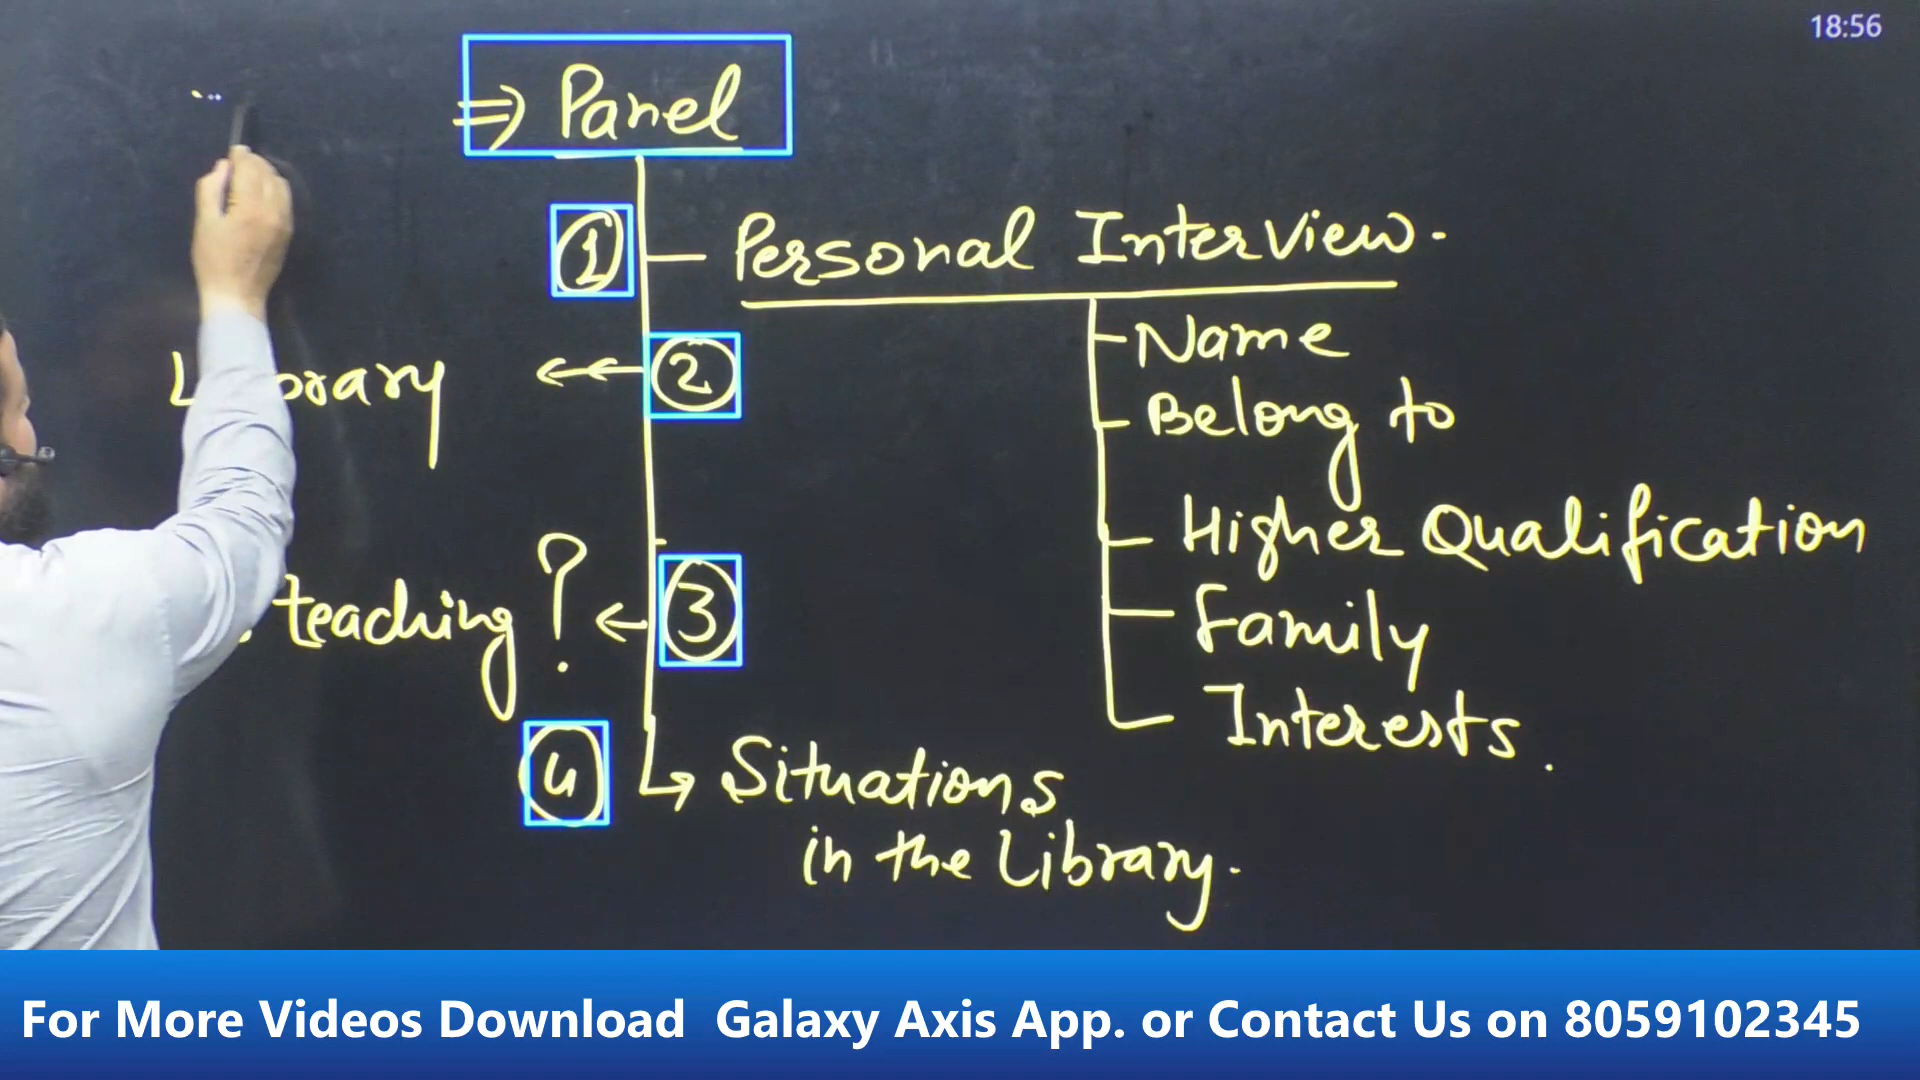 18:56
⇒ Panel
1 Personal Interview.
Name
2
Belong to
Higher Qualification
teaching ? ← 3
Family
Interests.
4 Situations
in the Library.
For More Videos Download Galaxy Axis App. or Contact Us on 8059102345